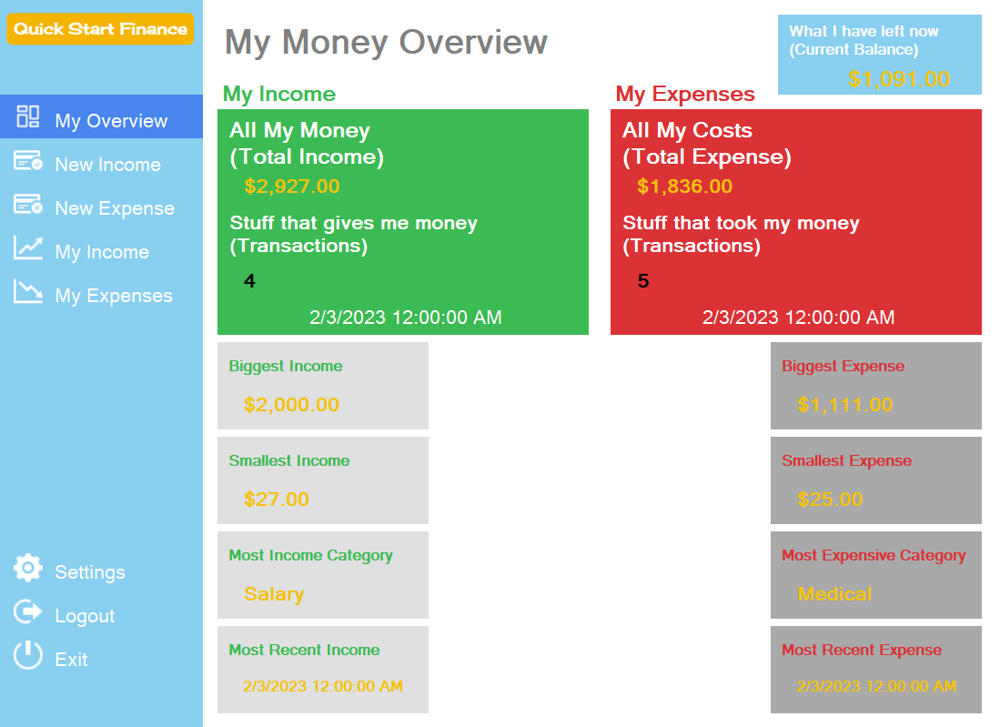 Quick Start Finance
My Overview
New Income
New Expense
My Income
My Expenses
Settings
Logout
Exit
My Money Overview
What I have left now
(Current Balance)
$1,091.00
My Income
All My Money
(Total Income)
$2,927.00
Stuff that gives me money
(Transactions)
4
2/3/2023 12:00:00 AM
My Expenses
All My Costs
(Total Expense)
$1,836.00
Stuff that took my money
(Transactions)
5
2/3/2023 12:00:00 AM
Biggest Income
$2,000.00
Smallest Income
$27.00
Most Income Category
Salary
Most Recent Income
2/3/2023 12:00:00 AM
Biggest Expense
$1,111.00
Smallest Expense
$25.00
Most Expensive Category
Medical
Most Recent Expense
2/3/2023 12:00:00 AM